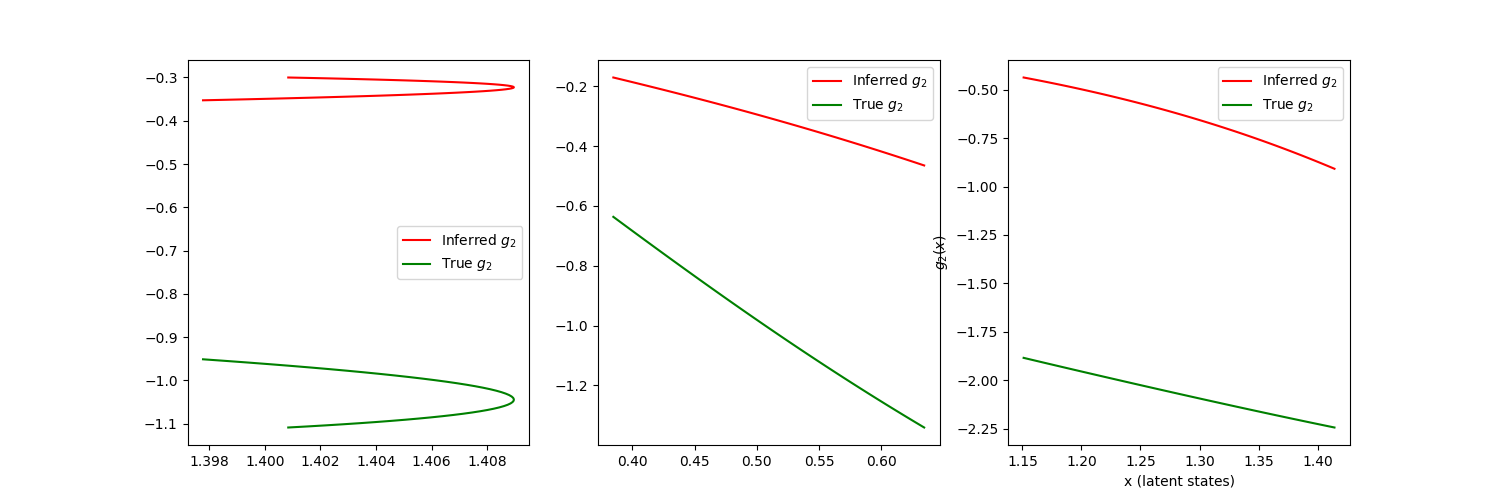 −0.3
−0.4
−0.5
−0.6
−0.7
−0.8
−0.9
−1.0
−1.1
1.398 1.400 1.402 1.404 1.406 1.408
Inferred g₂
True g₂
−0.2
−0.4
−0.6
−0.8
−1.0
−1.2
0.40 0.45 0.50 0.55 0.60
Inferred g₂
True g₂
g₂(x)
−0.50
−0.75
−1.00
−1.25
−1.50
−1.75
−2.00
−2.25
1.15 1.20 1.25 1.30 1.35 1.40
x (latent states)
Inferred g₂
True g₂